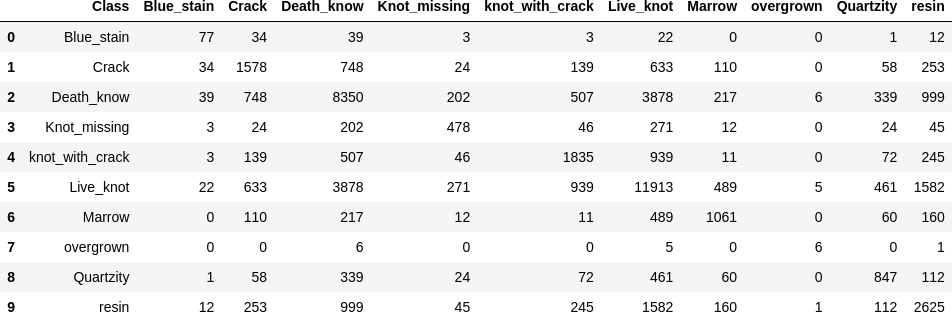 Class Blue_stain Crack Death_know Knot_missing knot_with_crack Live_knot Marrow overgrown Quartzity resin
0 Blue_stain 77 34 39 3 3 22 0 0 1 12
1 Crack 34 1578 748 24 139 633 110 0 58 253
2 Death_know 39 748 8350 202 507 3878 217 6 339 999
3 Knot_missing 3 24 202 478 46 271 12 0 24 45
4 knot_with_crack 3 139 507 46 1835 939 11 0 72 245
5 Live_knot 22 633 3878 271 939 11913 489 5 461 1582
6 Marrow 0 110 217 12 11 489 1061 0 60 160
7 overgrown 0 0 6 0 0 5 0 6 0 1
8 Quartzity 1 58 339 24 72 461 60 0 847 112
9 resin 12 253 999 45 245 1582 160 1 112 2625